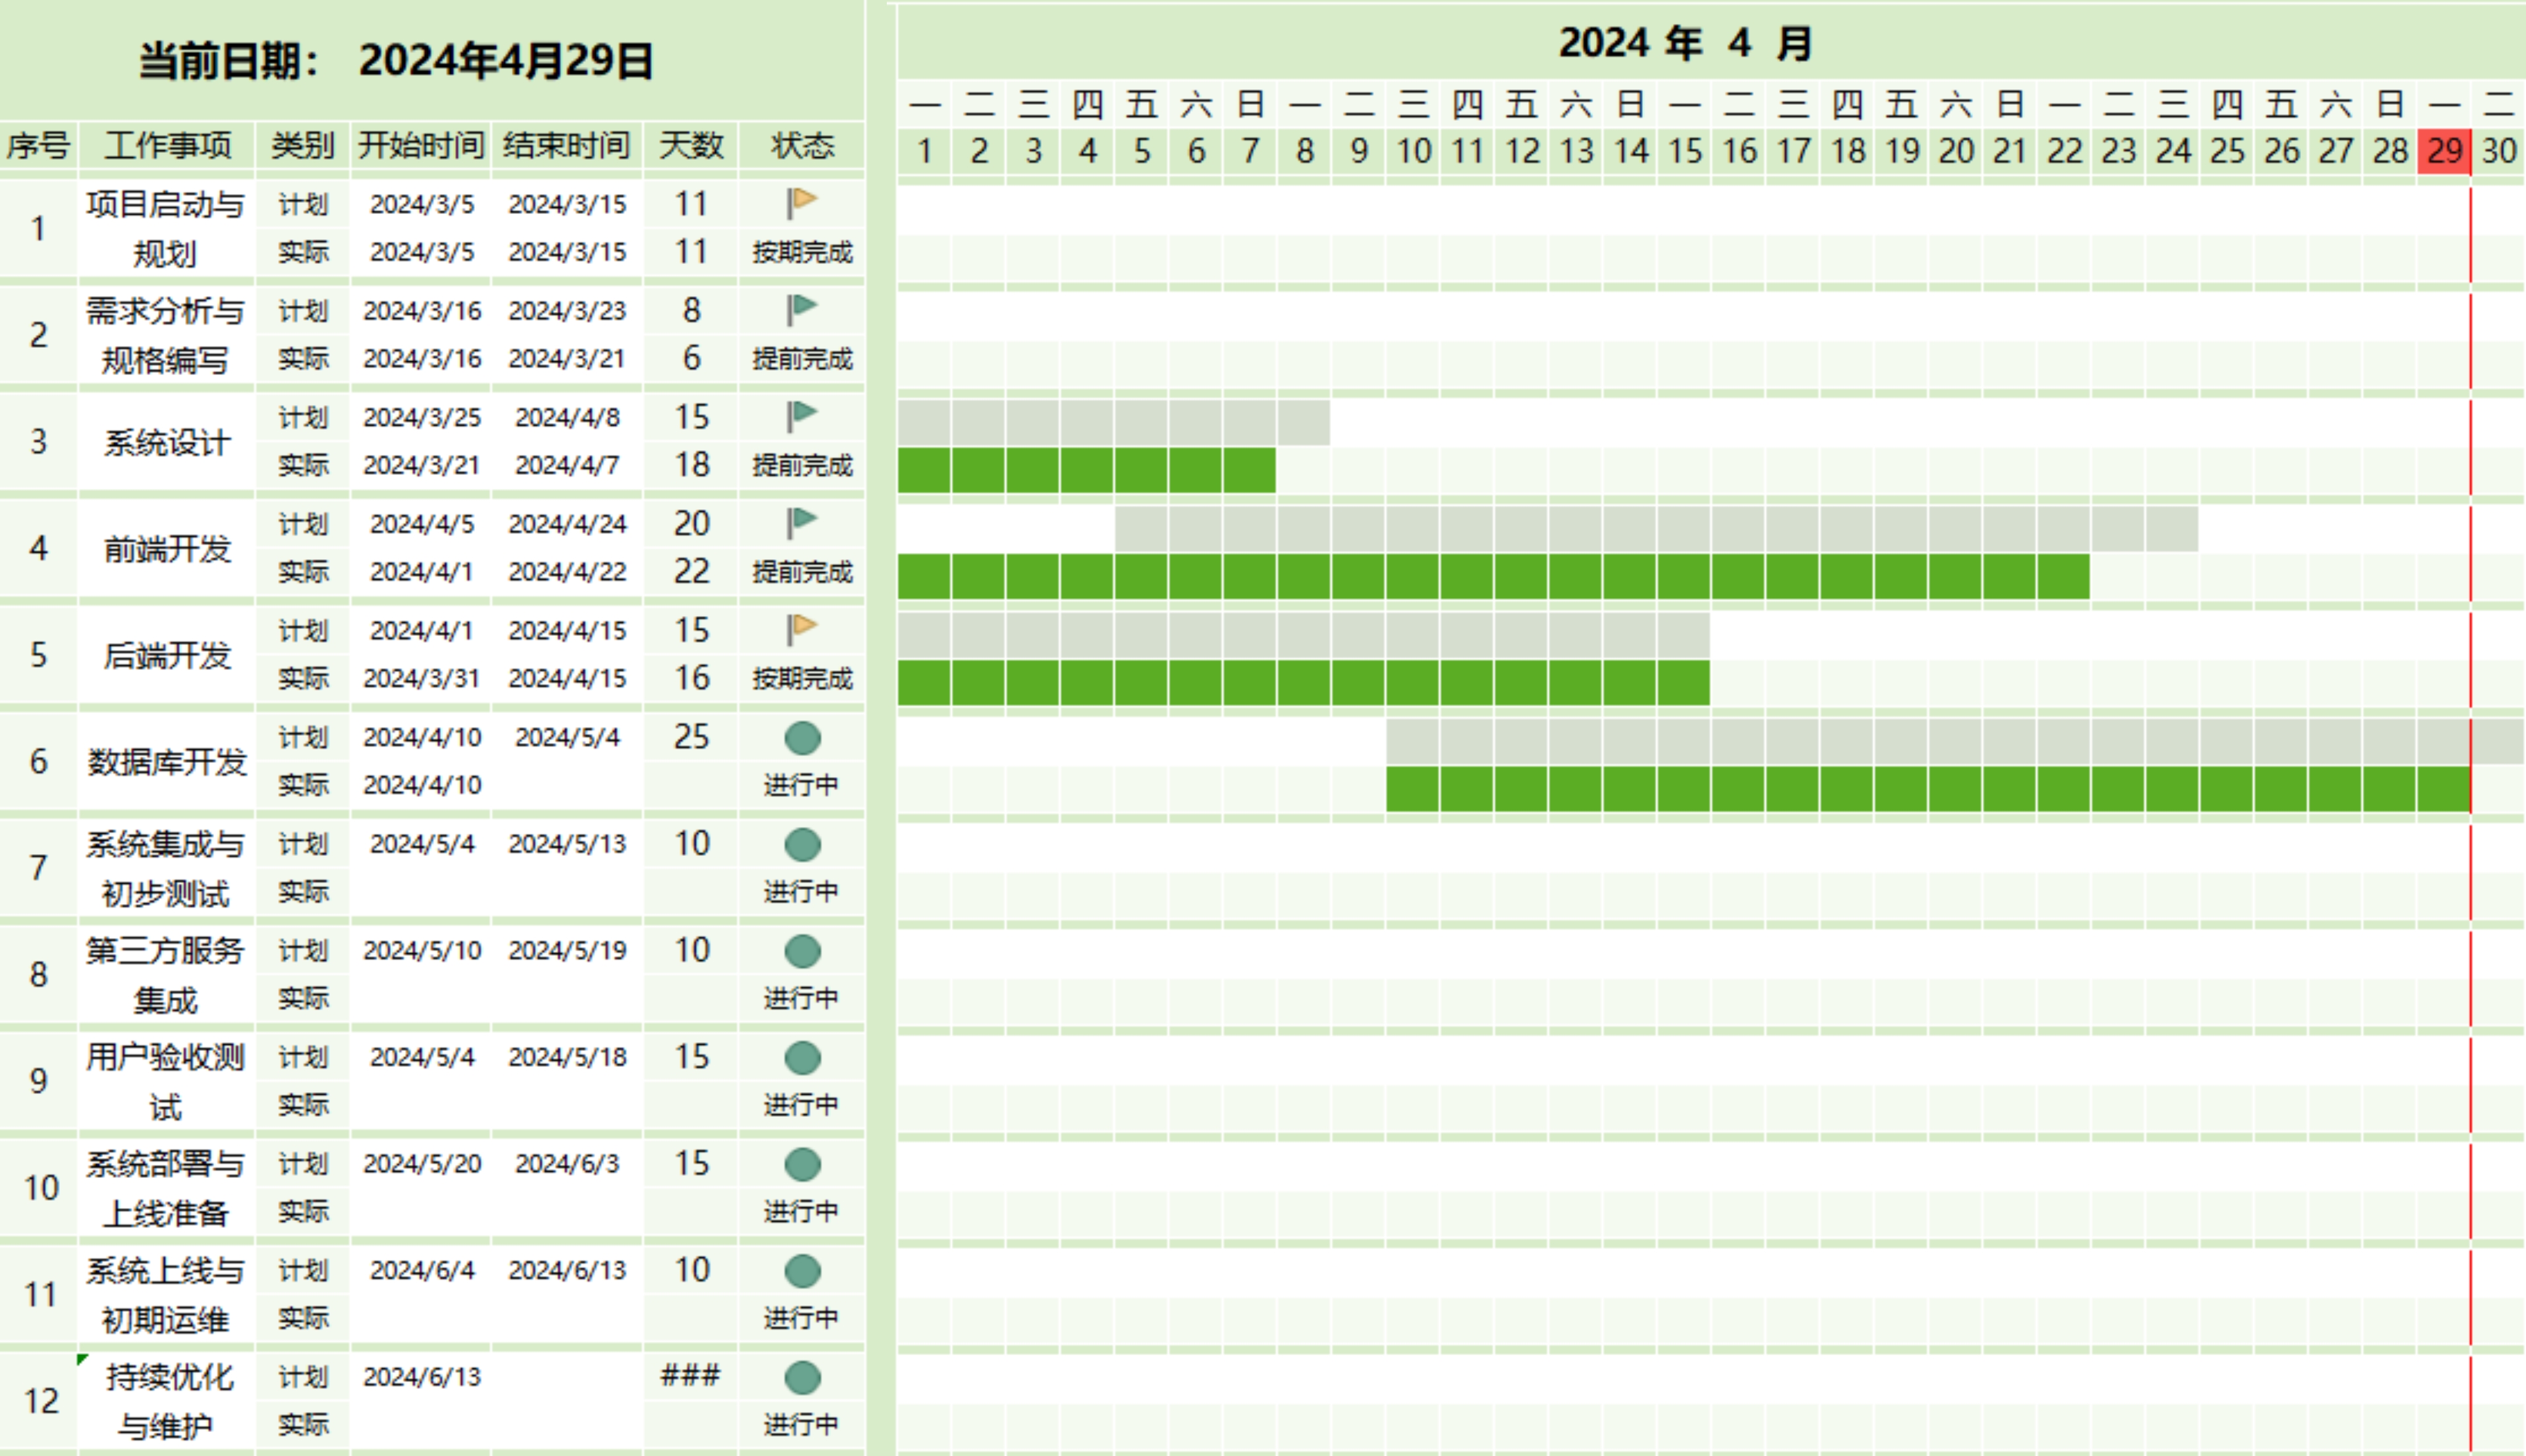 当前日期： 2024年4月29日
2024 年 4 月
一 二 三 四 五 六 日 一 二 三 四 五 六 日 一 二 三 四 五 六 日 一 二 三 四 五 六 日 一 二
序号 工作事项 类别 开始时间 结束时间 天数 状态
1 2 3 4 5 6 7 8 9 10 11 12 13 14 15 16 17 18 19 20 21 22 23 24 25 26 27 28 29 30
1
项目启动与
规划
计划 2024/3/5 2024/3/15 11
实际 2024/3/5 2024/3/15 11 按期完成
2
需求分析与
规格编写
计划 2024/3/16 2024/3/23 8
实际 2024/3/16 2024/3/21 6 提前完成
3
系统设计
计划 2024/3/25 2024/4/8 15
实际 2024/3/21 2024/4/7 18 提前完成
4
前端开发
计划 2024/4/5 2024/4/24 20
实际 2024/4/1 2024/4/22 22 提前完成
5
后端开发
计划 2024/4/1 2024/4/15 15
实际 2024/3/31 2024/4/15 16 按期完成
6
数据库开发
计划 2024/4/10 2024/5/4 25
实际 2024/4/10 进行中
7
系统集成与
初步测试
计划 2024/5/4 2024/5/13 10
实际 进行中
8
第三方服务
集成
计划 2024/5/10 2024/5/19 10
实际 进行中
9
用户验收测
试
计划 2024/5/4 2024/5/18 15
实际 进行中
10
系统部署与
上线准备
计划 2024/5/20 2024/6/3 15
实际 进行中
11
系统上线与
初期运维
计划 2024/6/4 2024/6/13 10
实际 进行中
12
持续优化
与维护
计划 2024/6/13 ###
实际 进行中